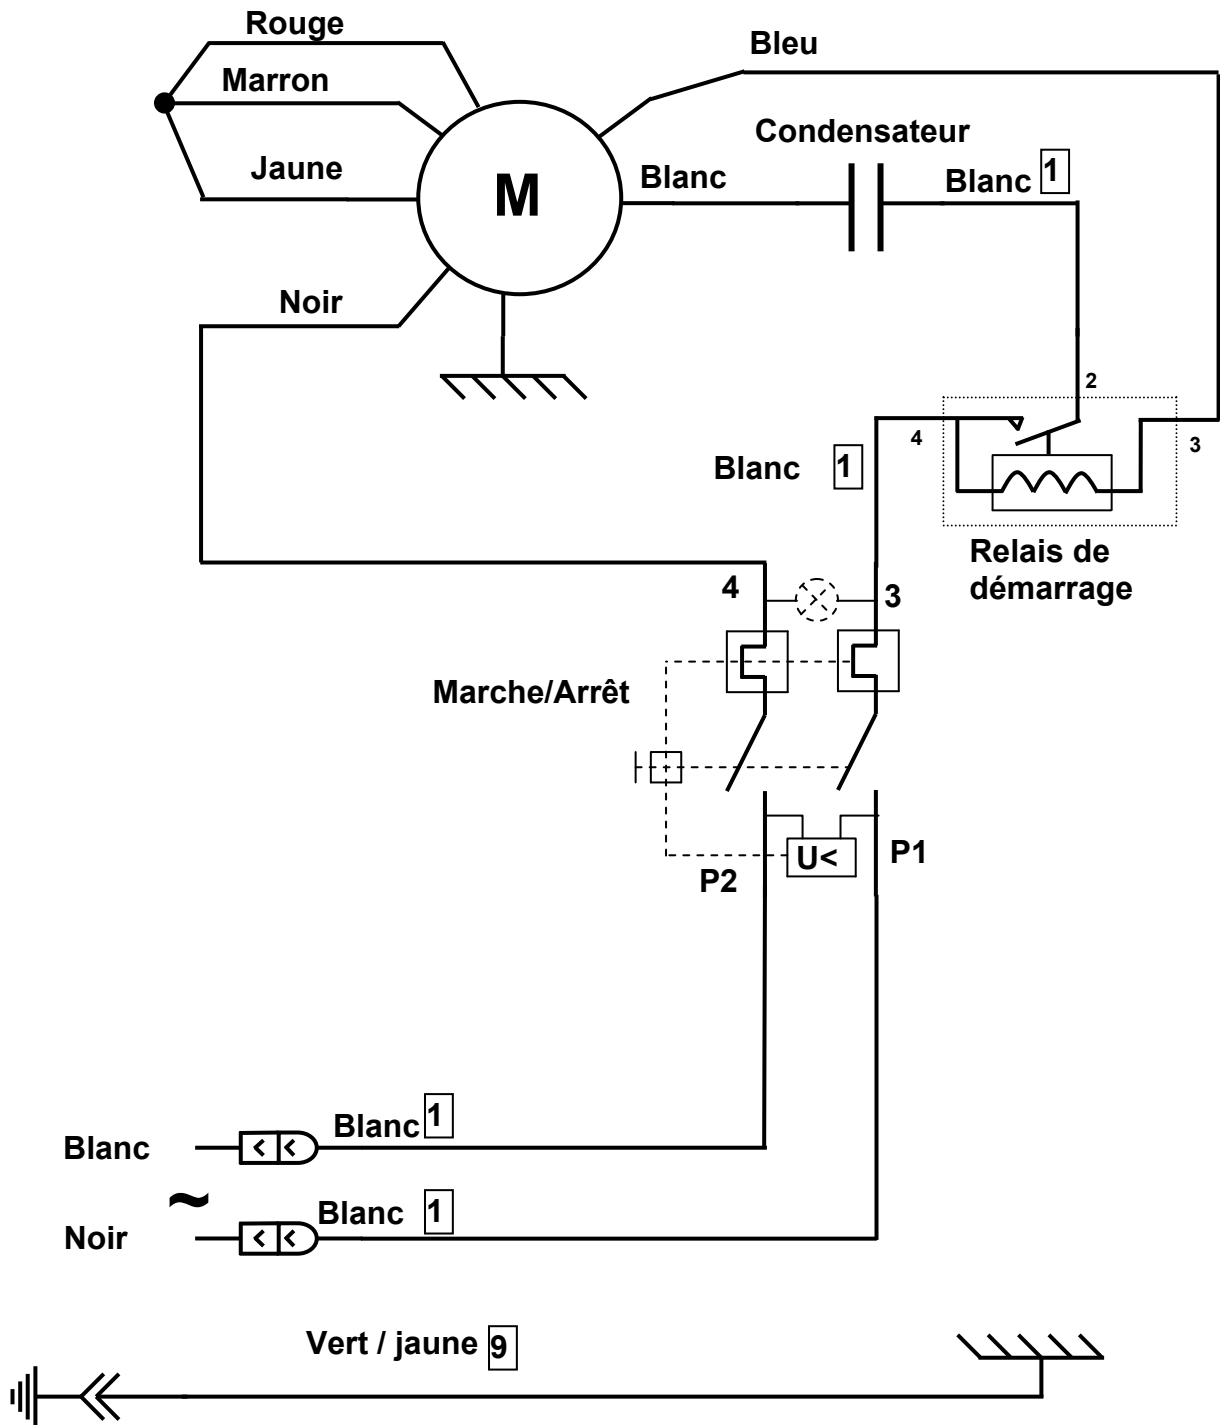 Rouge
Bleu
Marron
Condensateur
Jaune
M
Blanc
Blanc 1
Noir
2
4
3
Blanc 1
Relais de
démarrage
4
3
Marche/Arrêt
U<
P1
P2
Blanc 1
Blanc
~
Blanc 1
Noir
Vert / jaune 9